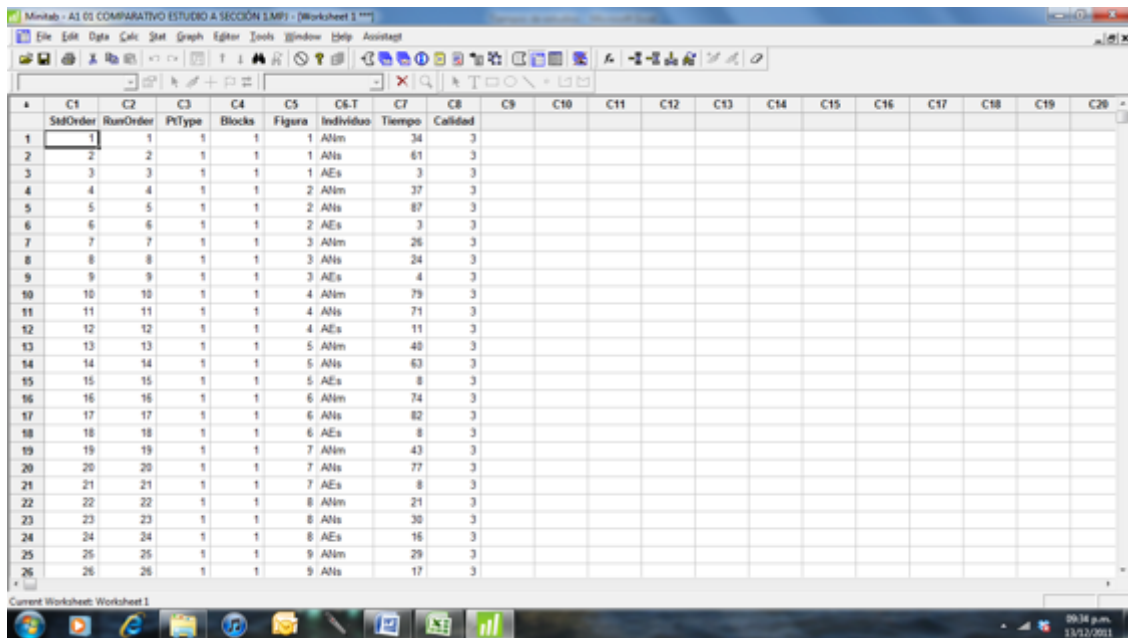 Minitab - A1 01 COMPARATIVO ESTUDIO A SECCIÓN 1.MPJ - [Worksheet 1 ***]
File Edit Data Calc Stat Graph Editor Tools Window Help Assistant
C1 C2 C3 C4 C5 C6-T C7 C8 C9 C10 C11 C12 C13 C14 C15 C16 C17 C18 C19 C20
StdOrder RunOrder PtType Blocks Figura Individuo Tiempo Calidad
1 1 1 1 1 1 ANm 34 3
2 2 2 1 1 1 ANs 61 3
3 3 3 1 1 1 AEs 3 3
4 4 4 1 1 2 ANm 37 3
5 5 5 1 1 2 ANs 87 3
6 6 6 1 1 2 AEs 3 3
7 7 7 1 1 3 ANm 26 3
8 8 8 1 1 3 ANs 24 3
9 9 9 1 1 3 AEs 4 3
10 10 10 1 1 4 ANm 79 3
11 11 11 1 1 4 ANs 71 3
12 12 12 1 1 4 AEs 11 3
13 13 13 1 1 5 ANm 40 3
14 14 14 1 1 5 ANs 63 3
15 15 15 1 1 5 AEs 8 3
16 16 16 1 1 6 ANm 74 3
17 17 17 1 1 6 ANs 82 3
18 18 18 1 1 6 AEs 8 3
19 19 19 1 1 7 ANm 43 3
20 20 20 1 1 7 ANs 77 3
21 21 21 1 1 7 AEs 8 3
22 22 22 1 1 8 ANm 21 3
23 23 23 1 1 8 ANs 30 3
24 24 24 1 1 8 AEs 16 3
25 25 25 1 1 9 ANm 29 3
26 26 26 1 1 9 ANs 17 3
Current Worksheet: Worksheet 1
09:34 p.m.
13/12/2011